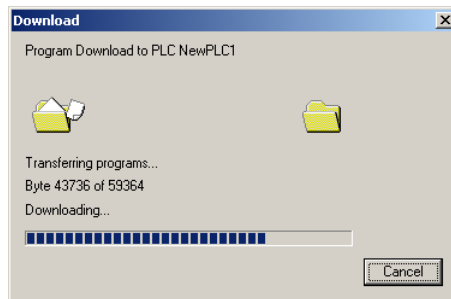 Download
Program Download to PLC NewPLC1
Transferring programs...
Byte 43736 of 59364
Downloading...
Cancel